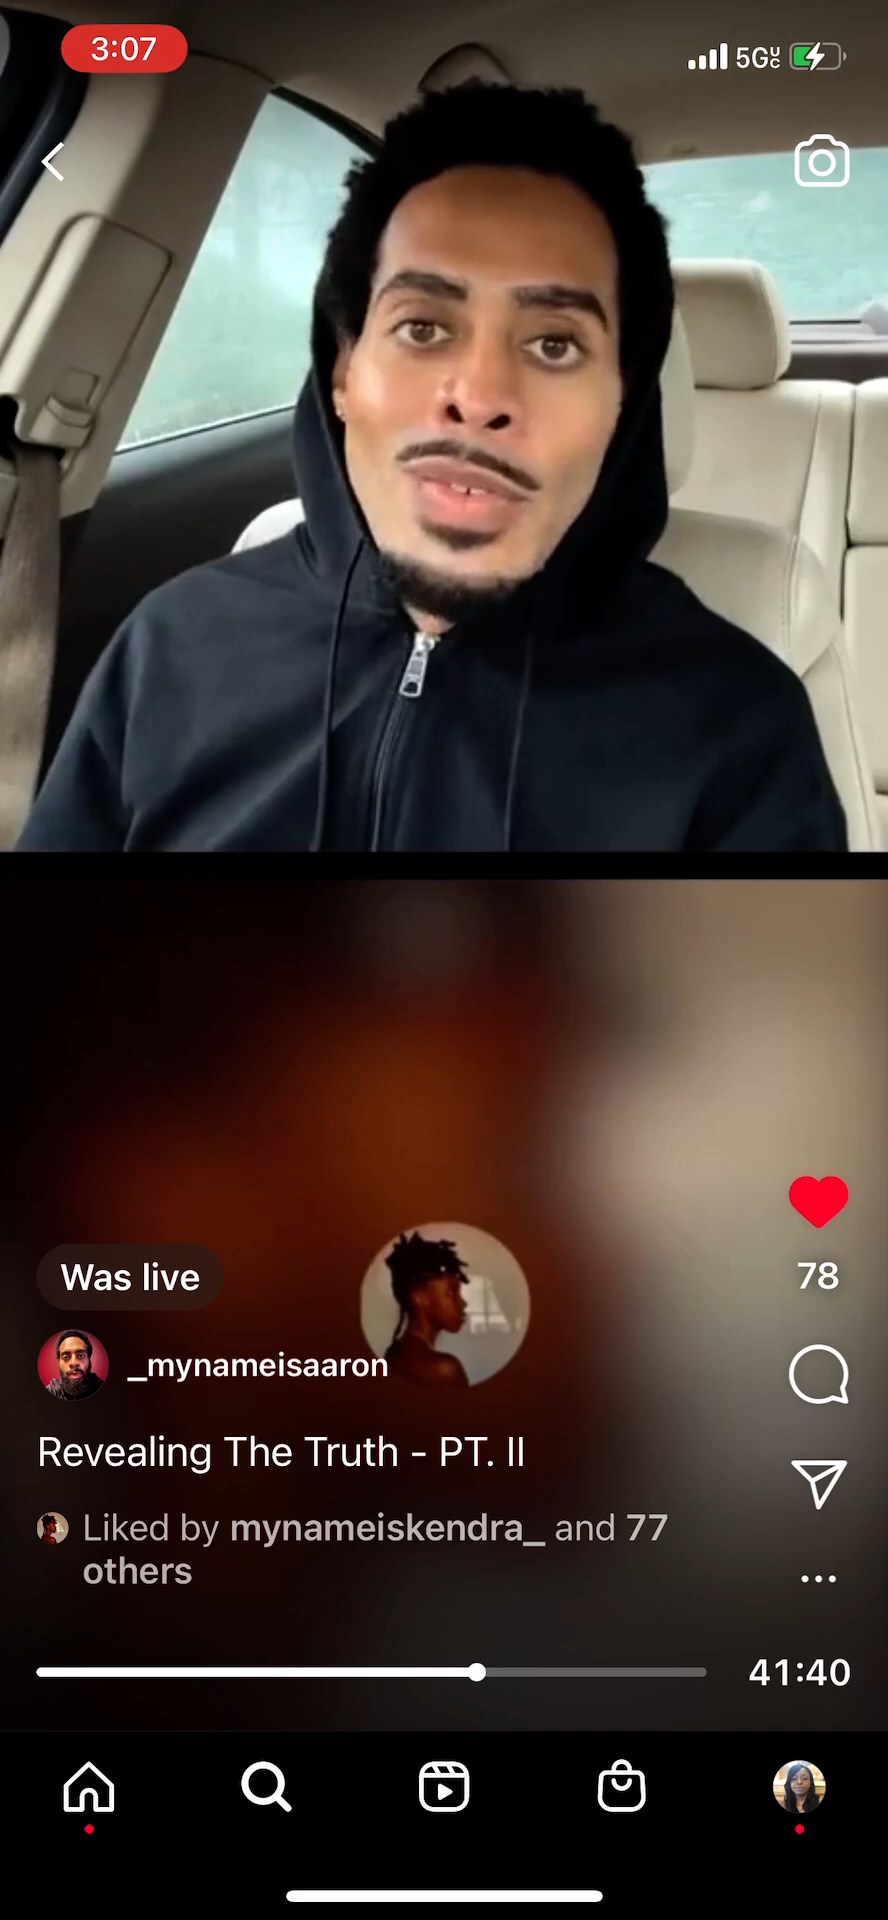 3:07
5G UC
Was live
_mynameisaaron
Revealing The Truth - PT. II
Liked by mynameiskendra_ and 77
others
78
41:40